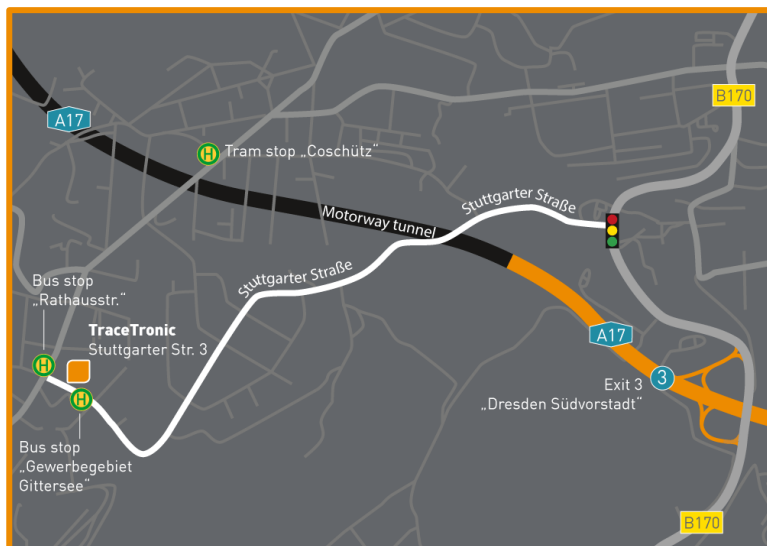 B170
A17
Tram stop „Coschütz"
Stuttgarter Straße
Motorway tunnel
Stuttgarter Straße
Bus stop
„Rathausstr."
TraceTronic
Stuttgarter Str. 3
A17
3
Exit 3
„Dresden Südvorstadt"
H
H
H
Bus stop
„Gewerbegebiet
Gittersee"
B170